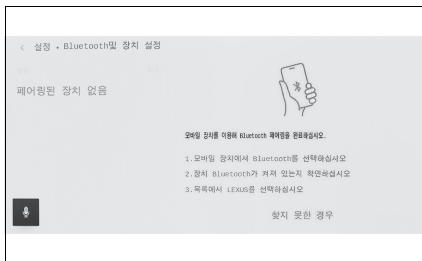 < 설정 • Bluetooth및 장치 설정
페어링된 장치 없음
모바일 장치를 이용해 Bluetooth 페어링을 완료하십시오.
1.모바일 장치에서 Bluetooth를 선택하십시오
2.장치 Bluetooth가 켜져 있는지 확인하십시오
3.목록에서 LEXUS를 선택하십시오
찾지 못한 경우